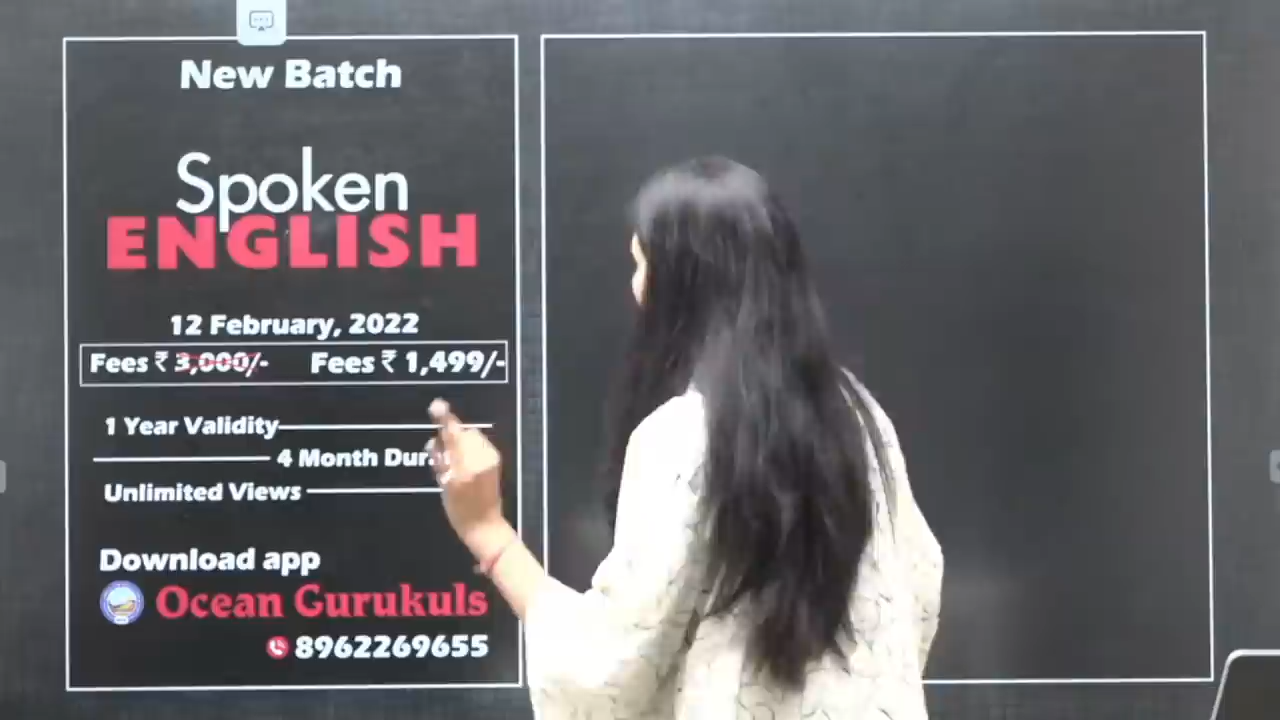 New Batch
Spoken
ENGLISH
12 February, 2022
Fees ₹ 3,000/- Fees ₹ 1,499/-
1 Year Validity
4 Month
Unlimited Views
Download app
Ocean Gurukuls
8962269655